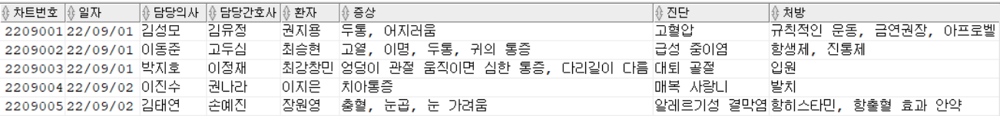 차트번호 일자 담당의사 담당간호사 환자 증상 진단 처방
2209001 22/09/01 김성모 김유정 권지용 두통, 어지러움 고혈압 규칙적인 운동, 금연권장, 아프로벨
2209002 22/09/01 이동준 고두심 최승현 고열, 이명, 두통, 귀의 통증 급성 중이염 항생제, 진통제
2209003 22/09/01 박지호 이정재 최강창민 엉덩이 관절 움직이면 심한 통증, 다리길이 다름 대퇴 골절 입원
2209004 22/09/02 이진수 권나라 이지은 치아통증 매복 사랑니 발치
2209005 22/09/02 김태연 손예진 장원영 충혈, 눈곱, 눈 가려움 알레르기성 결막염 항히스타민, 항출혈 효과 안약